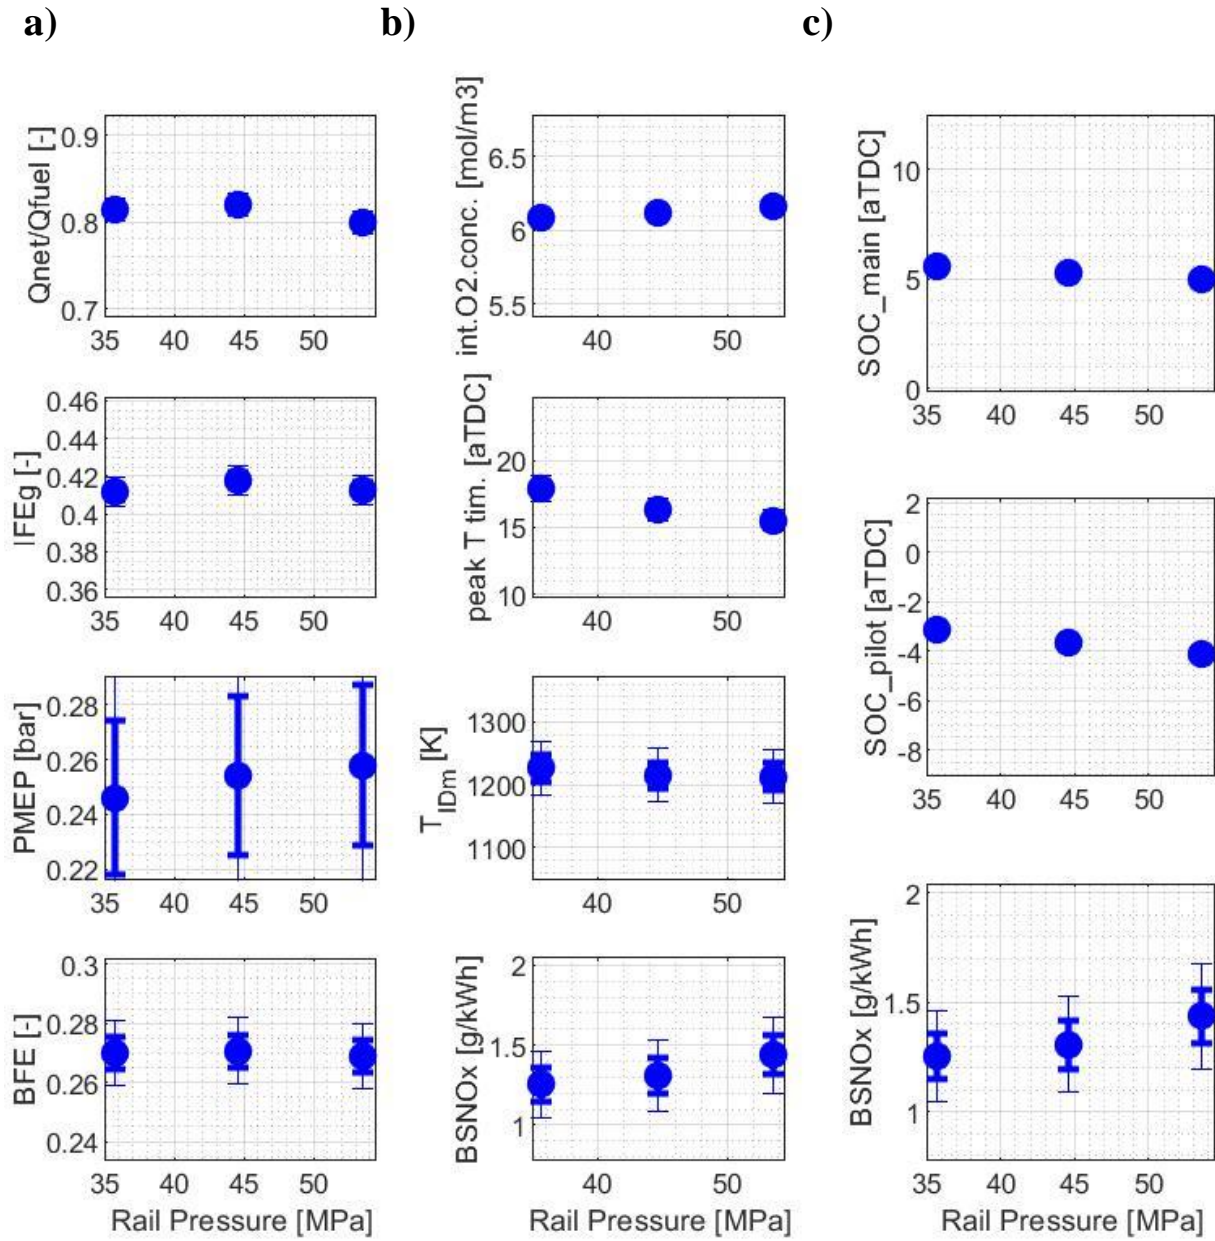 a)
b)
c)
Qnet/Qfuel [-]
0.9
0.8
0.7
35 40 45 50
IFEg [-]
0.46
0.44
0.42
0.4
0.38
0.36
35 40 45 50
PMEP [bar]
0.28
0.26
0.24
0.22
35 40 45 50
BFE [-]
0.3
0.28
0.26
0.24
35 40 45 50
Rail Pressure [MPa]
int.O2.conc. [mol/m3]
6.5
6
5.5
40 50
peak T tim. [aTDC]
20
15
10
40 50
TIDm [K]
1300
1200
1100
40 50
BSNOx [g/kWh]
2
1.5
1
40 50
Rail Pressure [MPa]
SOC_main [aTDC]
10
5
0
35 40 45 50
SOC_pilot [aTDC]
2
0
-2
-4
-6
-8
35 40 45 50
BSNOx [g/kWh]
2
1.5
1
35 40 45 50
Rail Pressure [MPa]